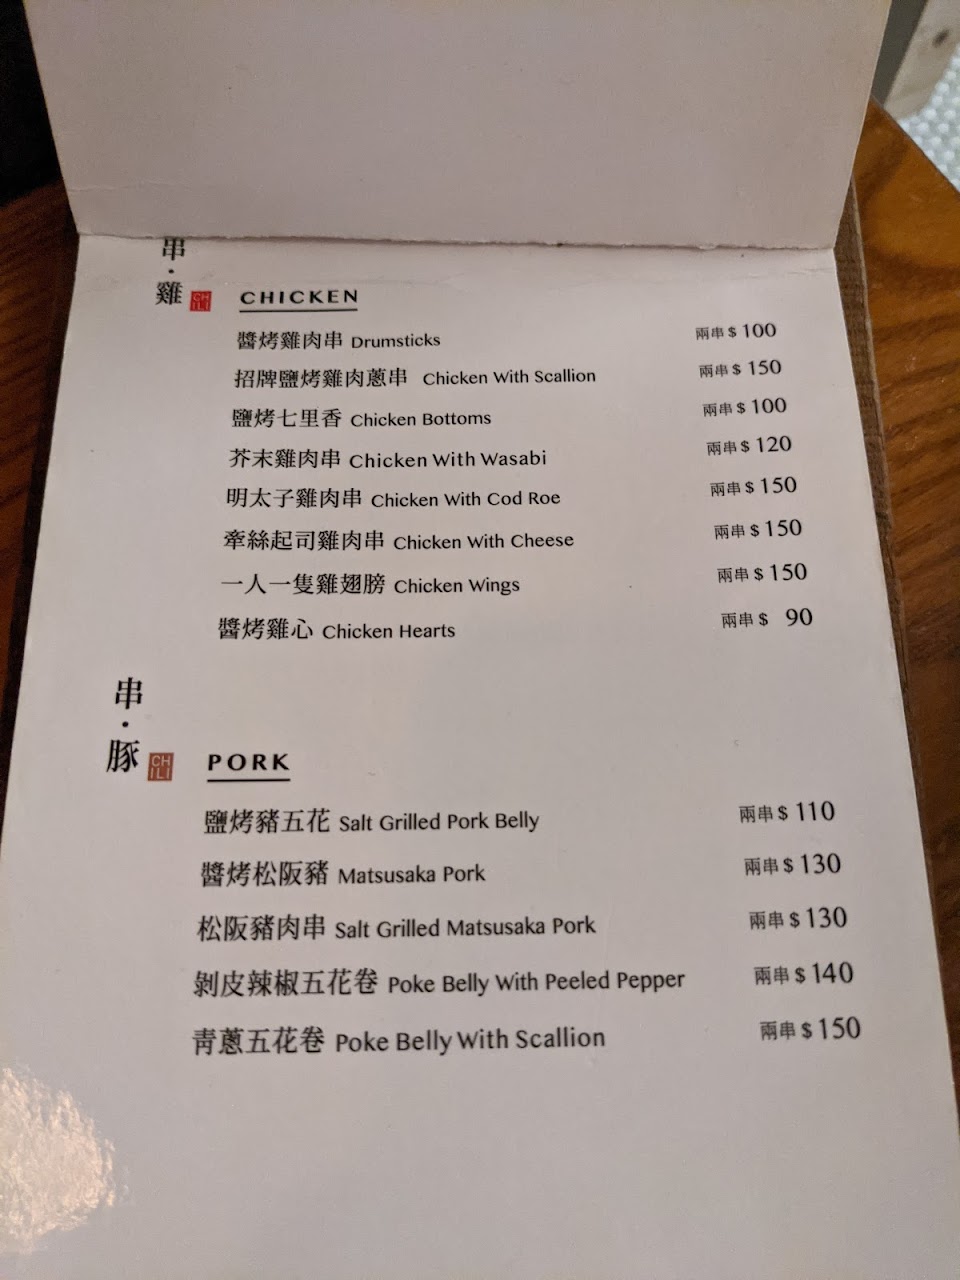 串・雞
CH
ILI
CHICKEN
醬烤雞肉串 Drumsticks 兩串 $ 100
招牌鹽烤雞肉蔥串 Chicken With Scallion 兩串 $ 150
鹽烤七里香 Chicken Bottoms 兩串 $ 100
芥末雞肉串 Chicken With Wasabi 兩串 $ 120
明太子雞肉串 Chicken With Cod Roe 兩串 $ 150
牽絲起司雞肉串 Chicken With Cheese 兩串 $ 150
一人一隻雞翅膀 Chicken Wings 兩串 $ 150
醬烤雞心 Chicken Hearts 兩串 $ 90
串・豚
CH
ILI
PORK
鹽烤豬五花 Salt Grilled Pork Belly 兩串 $ 110
醬烤松阪豬 Matsusaka Pork 兩串 $ 130
松阪豬肉串 Salt Grilled Matsusaka Pork 兩串 $ 130
剝皮辣椒五花卷 Poke Belly With Peeled Pepper 兩串 $ 140
青蔥五花卷 Poke Belly With Scallion 兩串 $ 150